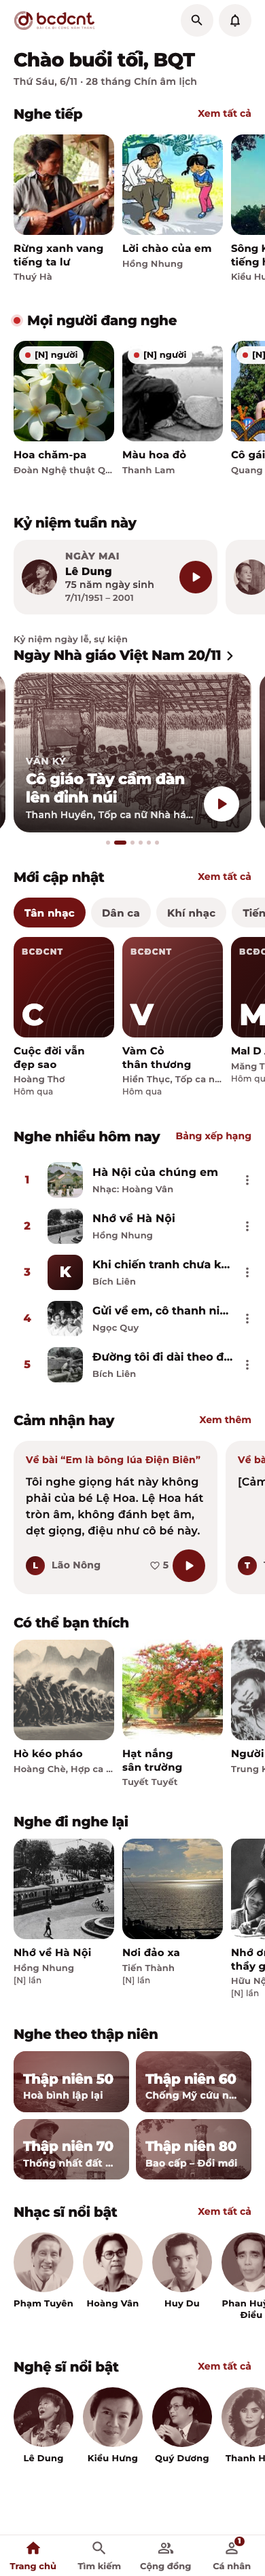 bcdcnt
Chào buổi tối, BQT
Thứ Sáu, 6/11 · 28 tháng Chín âm lịch
Nghe tiếp
Xem tất cả
Rừng xanh vang tiếng ta lư
Thuý Hà
Lời chào của em
Hồng Nhung
Sông
tiếng
Kiều
Mọi người đang nghe
[N] người
Hoa chăm-pa
Đoàn Nghệ thuật Q...
[N] người
Màu hoa đỏ
Thanh Lam
[N]
Cô gái
Quang
Kỷ niệm tuần này
NGÀY MAI
Lê Dung
75 năm ngày sinh
7/11/1951 – 2001
Kỷ niệm ngày lễ, sự kiện
Ngày Nhà giáo Việt Nam 20/11
VÂN KÝ
Cô giáo Tày cầm đàn
lên đỉnh núi
Thanh Huyền, Tốp ca nữ Nhà há...
Mới cập nhật
Xem tất cả
Tân nhạc
Dân ca
Khí nhạc
BCĐCNT
C
Cuộc đời vẫn
đẹp sao
Hoàng Thơ
Hôm qua
BCĐCNT
V
Vàm Cỏ
thân thương
Hiền Thục, Tốp ca n...
Hôm qua
M
Mal D
Hôm
Nghe nhiều hôm nay
Bảng xếp hạng
1
Hà Nội của chúng em
Nhạc: Hoàng Vân
2
Nhớ về Hà Nội
Hồng Nhung
3
K
Khi chiến tranh chưa k...
Bích Liên
4
Gửi về em, cô thanh ni...
Ngọc Quy
5
Đường tôi đi dài theo đ...
Bích Liên
Cảm nhận hay
Xem thêm
Về bài “Em là bông lúa Điện Biên”
Tôi nghe giọng hát này không
phải của bé Lệ Hoa. Lệ Hoa hát
tròn âm, không đánh bẹt âm,
dẹt giọng, điệu như cô bé này.
L
Lão Nông
5
Về bà
T
Có thể bạn thích
Hò kéo pháo
Hoàng Chè, Hợp ca ...
Hạt nắng
sân trường
Tuyết Tuyết
Người
Trung
Nghe đi nghe lại
Nhớ về Hà Nội
Hồng Nhung
[N] lần
Nơi đảo xa
Tiến Thành
[N] lần
Nhớ
thầy
Hữu
[N] lần
Nghe theo thập niên
Thập niên 50
Hoà bình lập lại
Thập niên 60
Chống Mỹ cứu n...
Thập niên 70
Thống nhất đất ...
Thập niên 80
Bao cấp – Đổi mới
Nhạc sĩ nổi bật
Xem tất cả
Phạm Tuyên
Hoàng Vân
Huy Du
Phan
Điểu
Nghệ sĩ nổi bật
Xem tất cả
Lê Dung
Kiều Hưng
Quý Dương
Thanh
Trang chủ
Tìm kiếm
Cộng đồng
1
Cá nhân